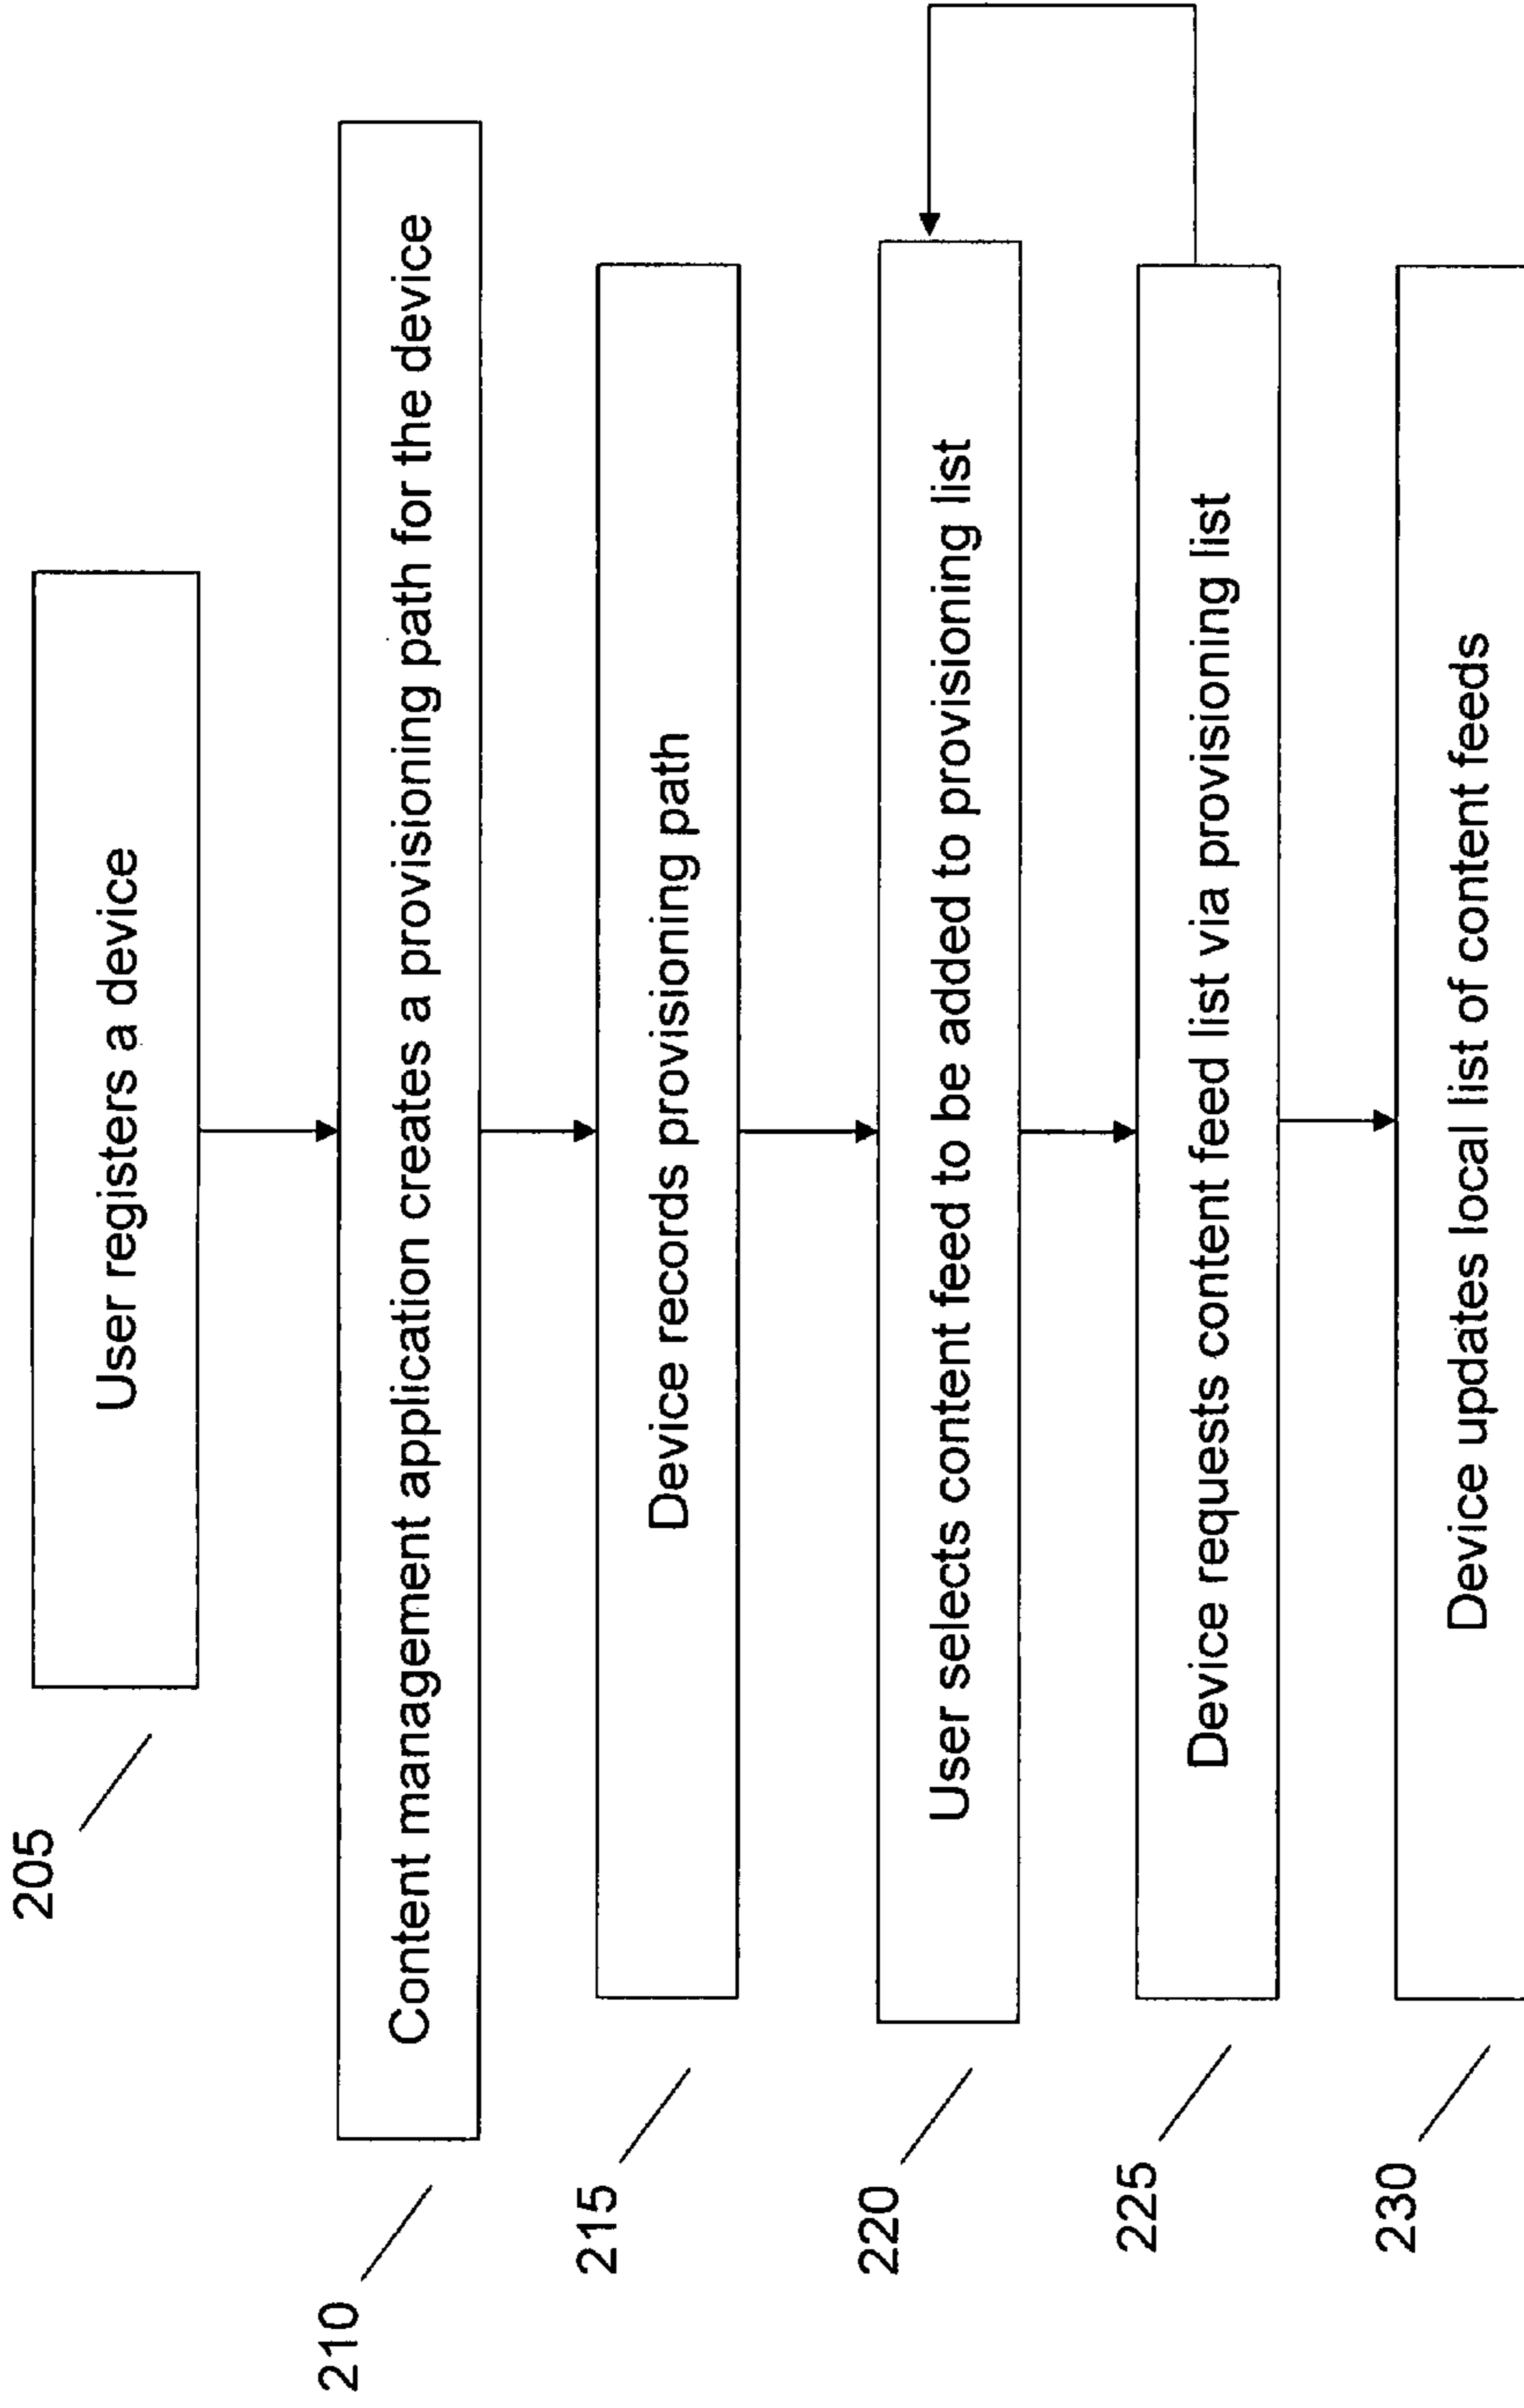 205
User registers a device
210
Content management application creates a provisioning path for the device
215
Device records provisioning path
220
User selects content feed to be added to provisioning list
225
Device requests content feed list via provisioning list
230
Device updates local list of content feeds